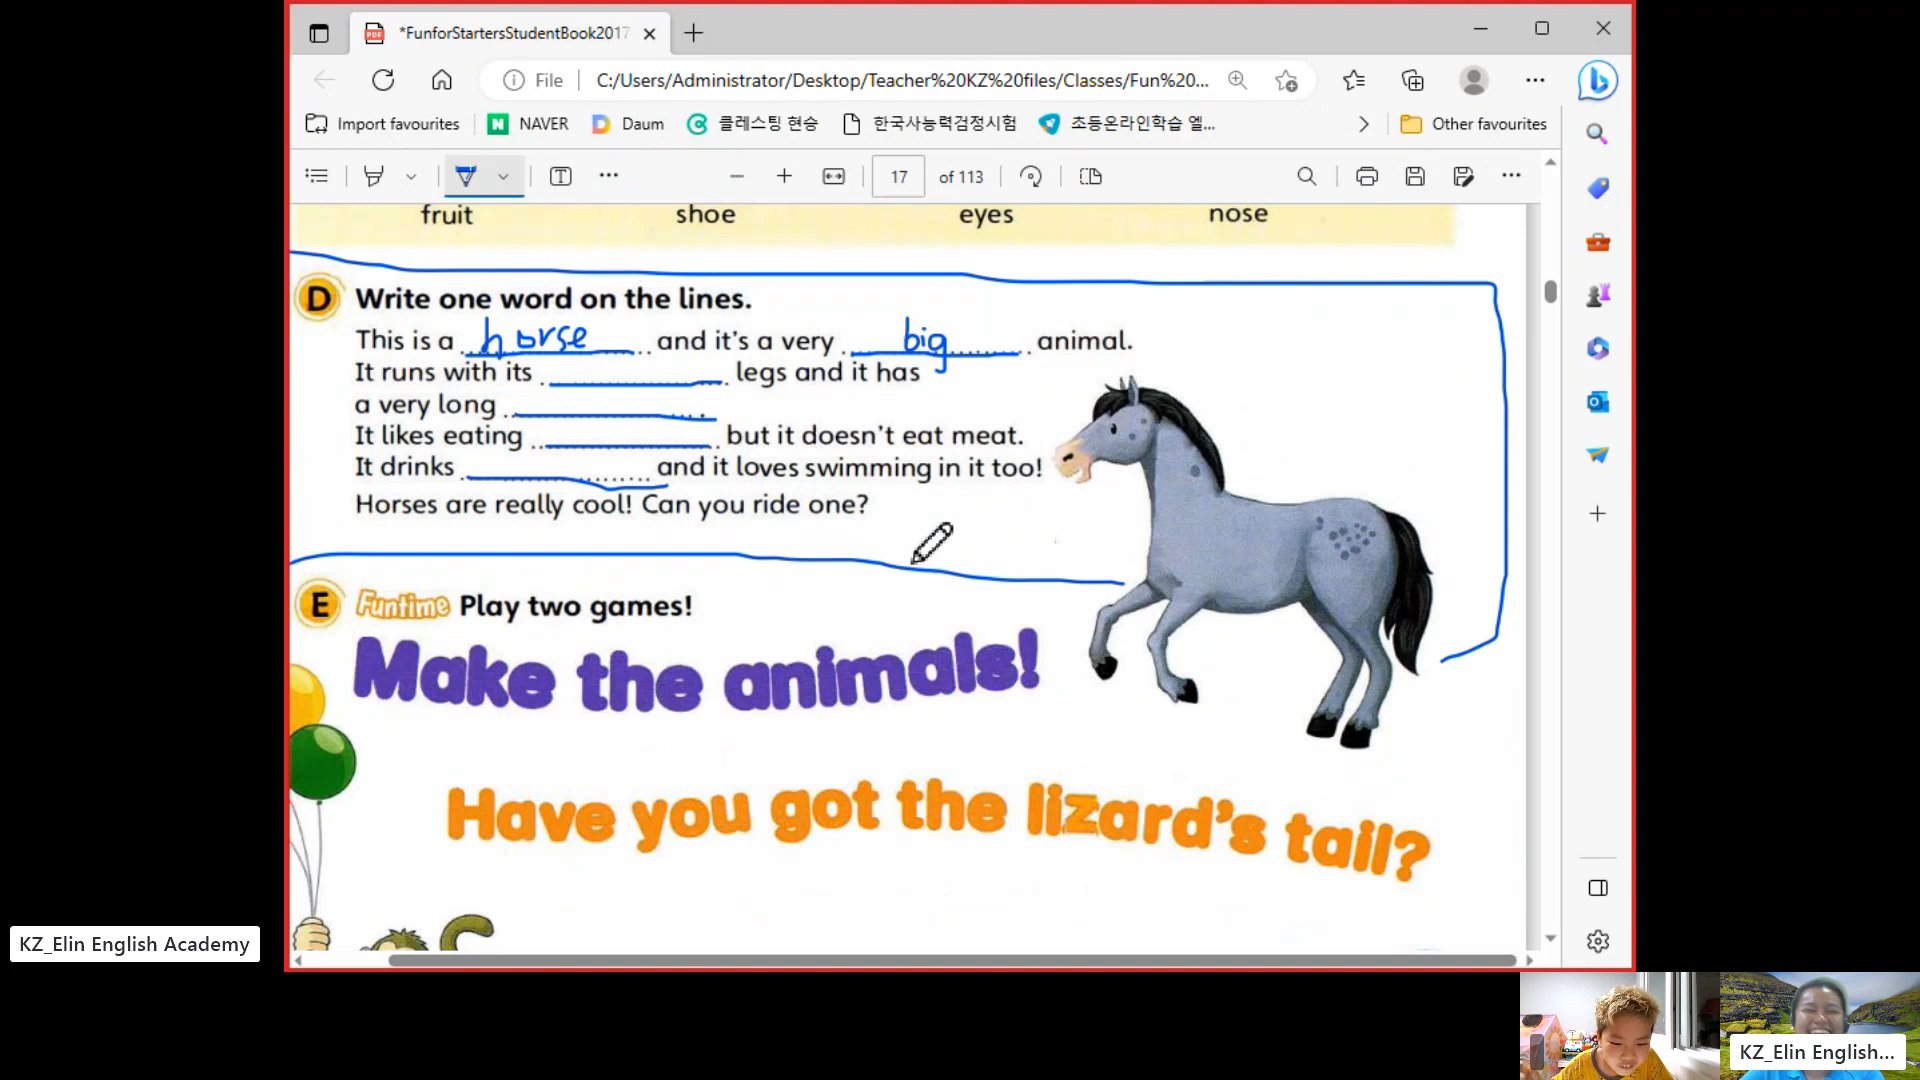 *FunforStartersStudentBook2017
File C:/Users/Administrator/Desktop/Teacher%20KZ%20files/Classes/Fun%20...
Import favourites NAVER Daum 클레스팅 현승 한국사능력검정시험 초등온라인학습 엘... Other favourites
17 of 113
fruit shoe eyes nose
D Write one word on the lines.
This is a horse and it's a very big animal.
It runs with its legs and it has
a very long
It likes eating but it doesn't eat meat.
It drinks and it loves swimming in it too!
Horses are really cool! Can you ride one?
E Funtime Play two games!
Make the animals!
Have you got the lizard's tail?
KZ_Elin English Academy
KZ_Elin English...